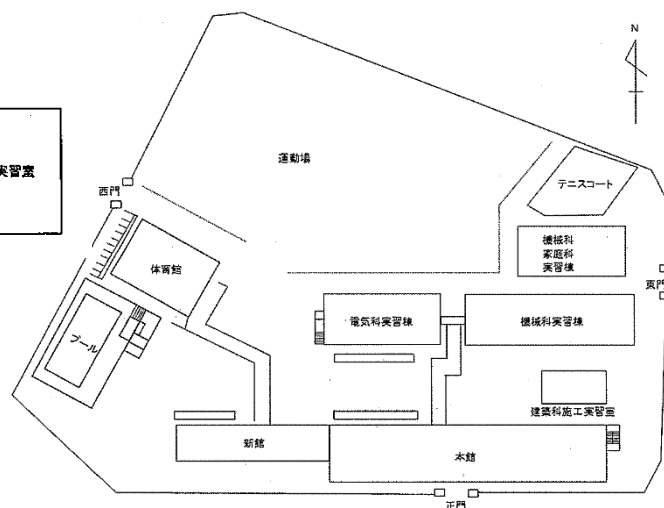 N
実習室
運動場
テニスコート
西門
機械科
家庭科
実習棟
体育館
東門
電気科実習棟
機械科実習棟
プール
建築科施工実習室
新館
本館
正門